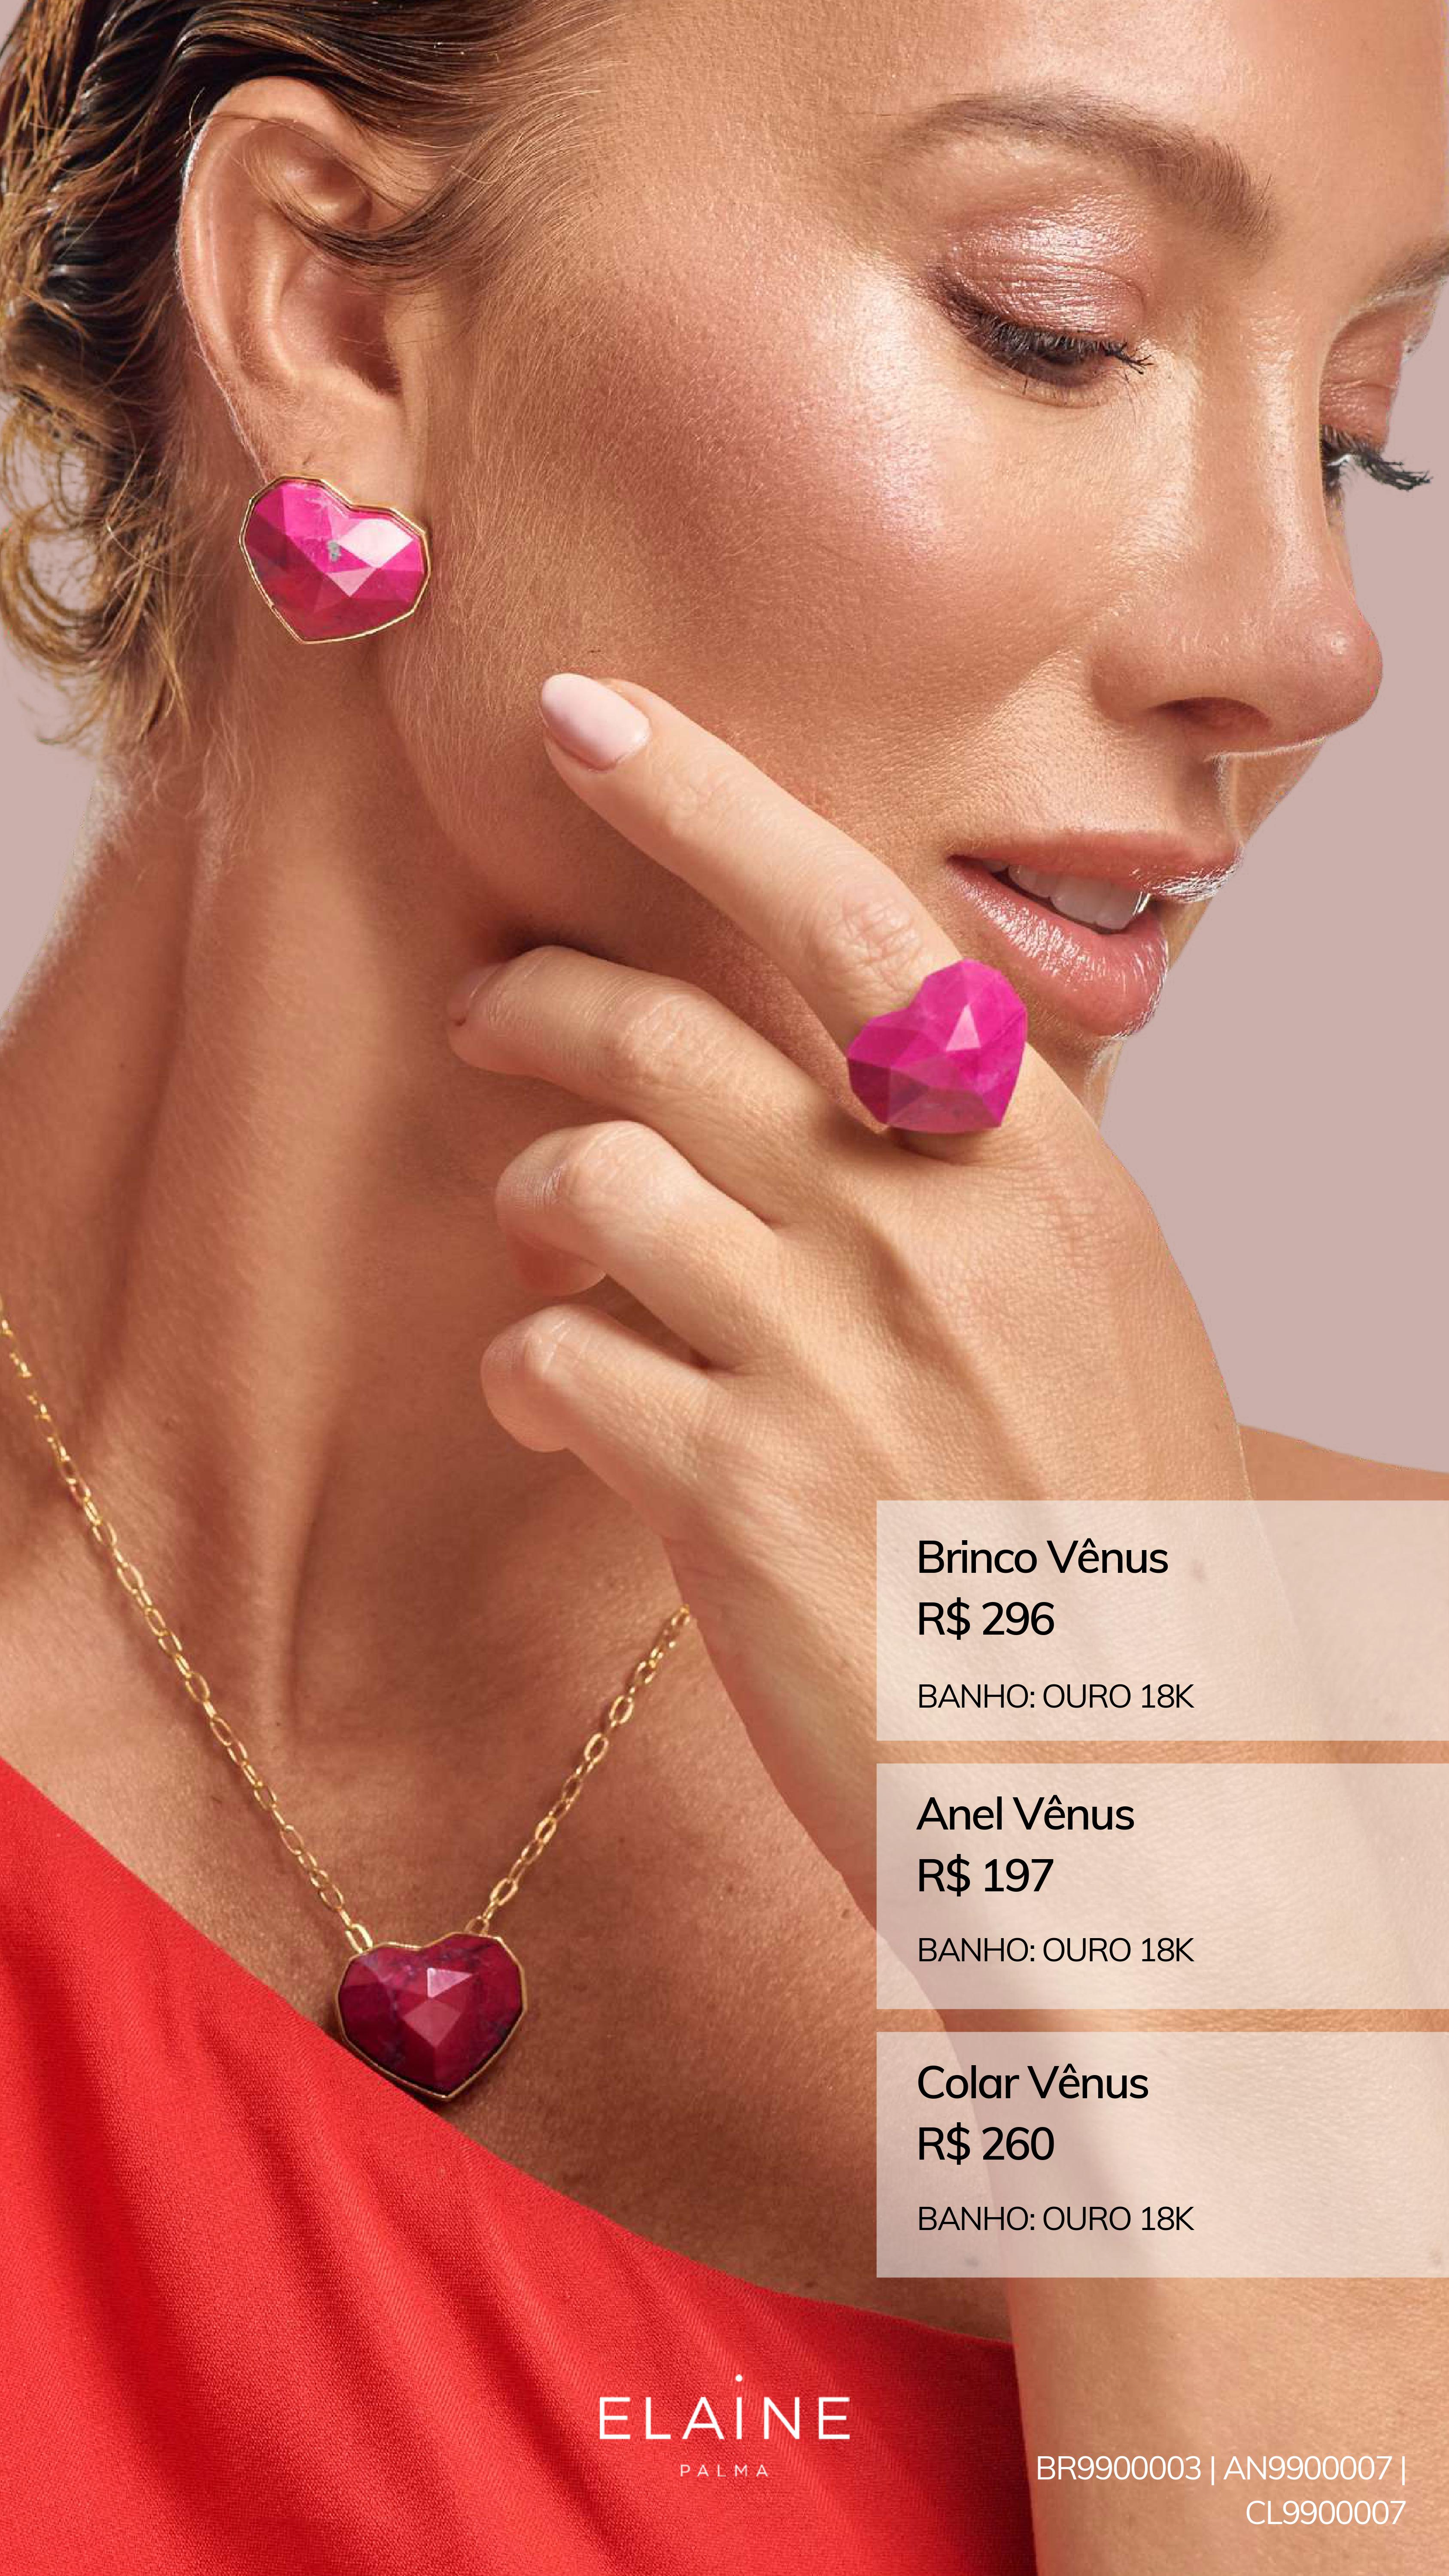 Brinco Vênus
R$ 296
BANHO: OURO 18K
Anel Vênus
R$ 197
BANHO: OURO 18K
Colar Vênus
R$ 260
BANHO: OURO 18K
ELAINE
PALMA
BR9900003 | AN9900007 |
CL9900007